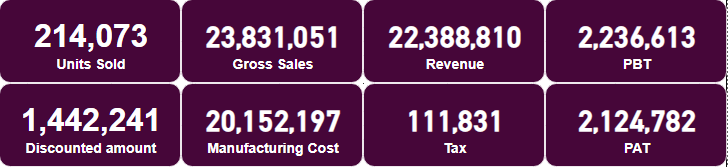 214,073
Units Sold
23,831,051
Gross Sales
22,388,810
Revenue
2,236,613
PBT
1,442,241
Discounted amount
20,152,197
Manufacturing Cost
111,831
Tax
2,124,782
PAT